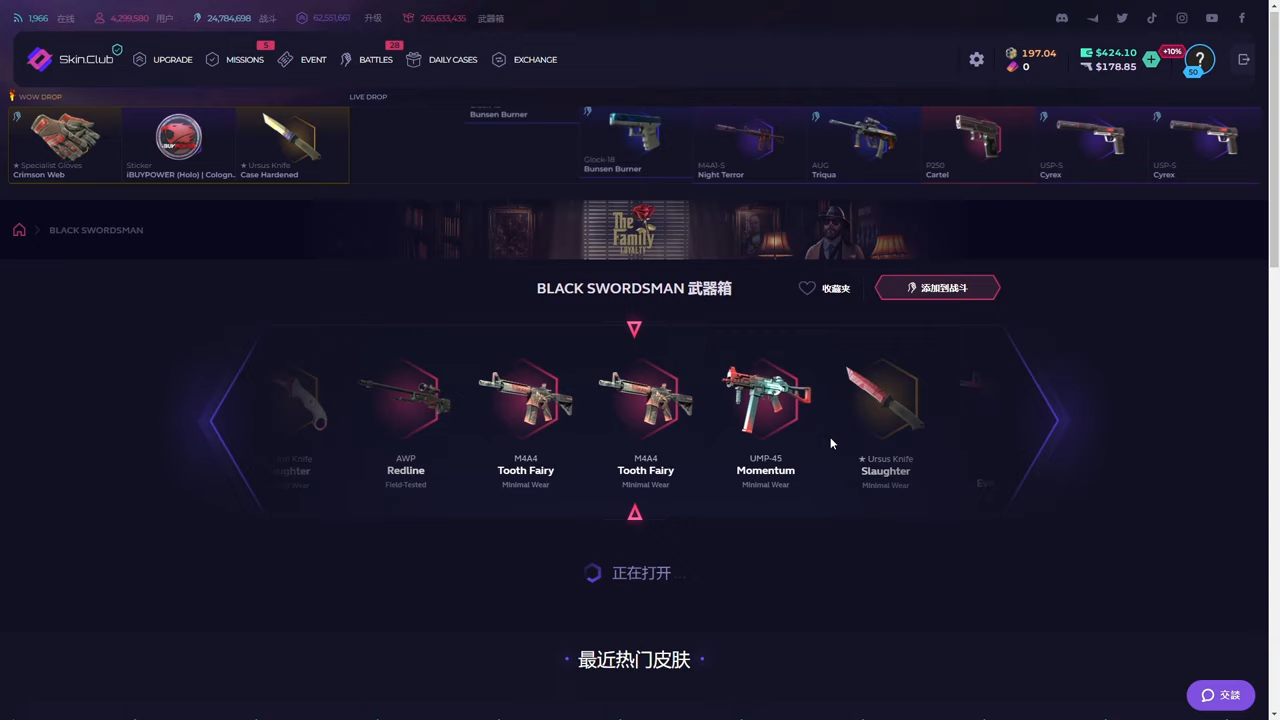 1,966 在线 4,299,580 用户 24,784,698 战斗 62,551,661 升级 265,633,435 武器箱
Skin.Club UPGRADE 5 MISSIONS EVENT 28 BATTLES DAILY CASES EXCHANGE
197.04 $424.10 +10%
0 $178.85 50
WOW DROP LIVE DROP
★ Specialist Gloves
Crimson Web
Sticker
iBUYPOWER (Holo) | Cologn..
★ Ursus Knife
Case Hardened
Bunsen Burner
Glock-18
Bunsen Burner
M4A1-S
Night Terror
AUG
Triqua
P250
Cartel
USP-S
Cyrex
USP-S
Cyrex
The Family
LOYALTY
BLACK SWORDSMAN
BLACK SWORDSMAN 武器箱
收藏夹
添加到战斗
AWP
Redline
Field-Tested
M4A4
Tooth Fairy
Minimal Wear
M4A4
Tooth Fairy
Minimal Wear
UMP-45
Momentum
Minimal Wear
★ Ursus Knife
Slaughter
Minimal Wear
正在打开...
• 最近热门皮肤 •
交談